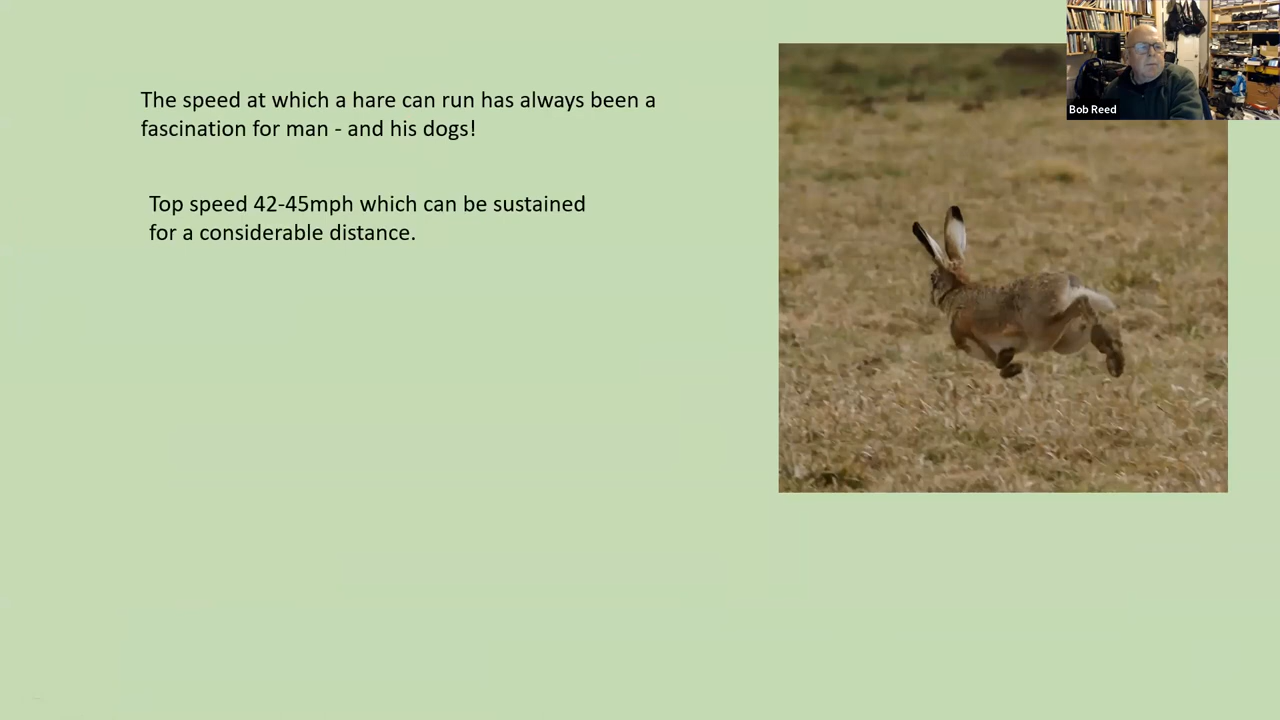 The speed at which a hare can run has always been a
fascination for man - and his dogs!
Top speed 42-45mph which can be sustained
for a considerable distance.
Bob Reed